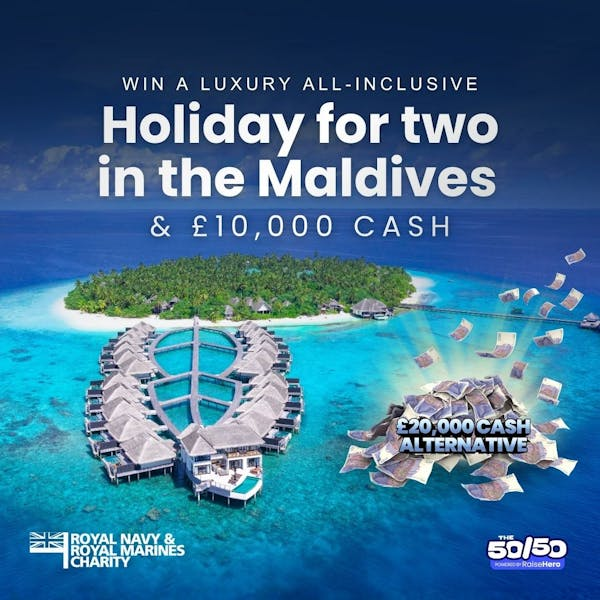 WIN A LUXURY ALL-INCLUSIVE
Holiday for two
in the Maldives
& £10,000 CASH
£20,000 CASH
ALTERNATIVE
ROYAL NAVY &
ROYAL MARINES
CHARITY
THE
50/50
POWERED BY RaiseHero